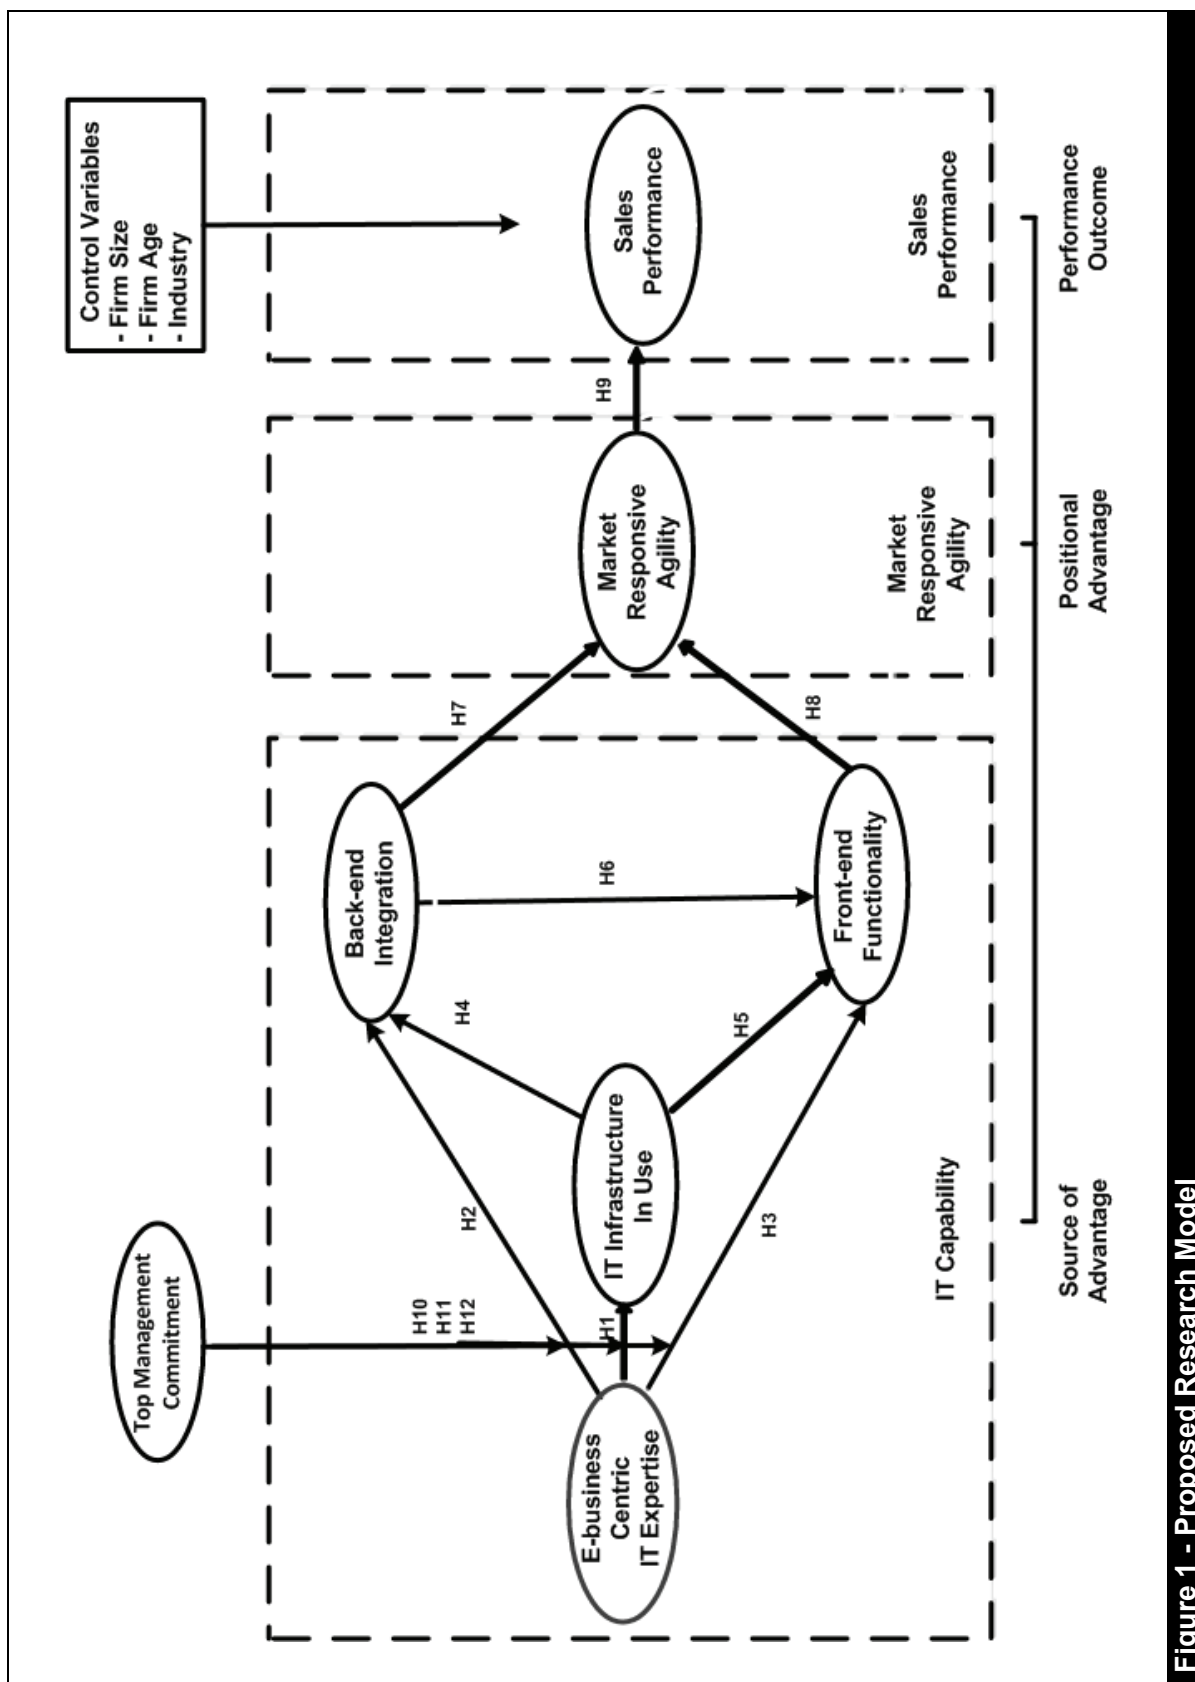 Top Management
Commitment
Control Variables
- Firm Size
- Firm Age
- Industry
H10
H11
H12
H2
H4
H7
Back-end
Integration
E-business
Centric
IT Expertise
H1
IT Infrastructure
In Use
H6
Market
Responsive
Agility
H9
Sales
Performance
H3
H5
H8
Front-end
Functionality
IT Capability
Market
Responsive
Agility
Sales
Performance
Source of
Advantage
Positional
Advantage
Performance
Outcome
Figure 1 - Proposed Research Model